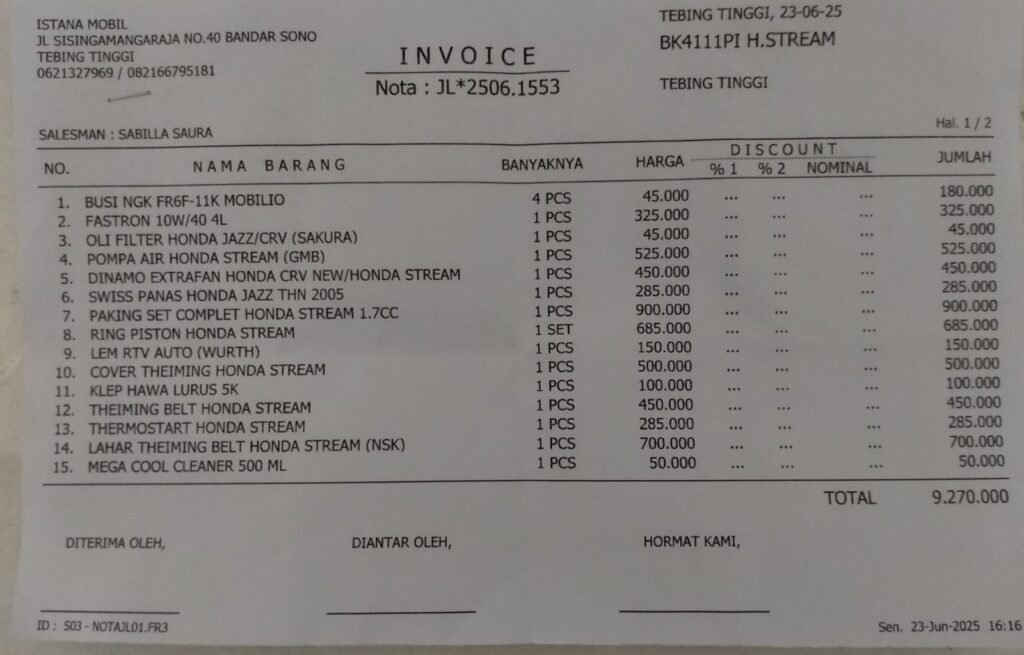 ISTANA MOBIL
JL SISINGAMANGARAJA NO.40 BANDAR SONO
TEBING TINGGI
0621327969 / 082166795181
INVOICE
Nota : JL*2506.1553
TEBING TINGGI, 23-06-25
BK4111PI H.STREAM
TEBING TINGGI
SALESMAN : SABILLA SAURA
Hal. 1 / 2
NO. NAMA BARANG BANYAKNYA HARGA DISCOUNT % 1 % 2 NOMINAL JUMLAH
1. BUSI NGK FR6F-11K MOBILIO 4 PCS 45.000 ... ... ... 180.000
2. FASTRON 10W/40 4L 1 PCS 325.000 ... ... ... 325.000
3. OLI FILTER HONDA JAZZ/CRV (SAKURA) 1 PCS 45.000 ... ... ... 45.000
4. POMPA AIR HONDA STREAM (GMB) 1 PCS 525.000 ... ... ... 525.000
5. DINAMO EXTRAFAN HONDA CRV NEW/HONDA STREAM 1 PCS 450.000 ... ... ... 450.000
6. SWISS PANAS HONDA JAZZ THN 2005 1 PCS 285.000 ... ... ... 285.000
7. PAKING SET COMPLET HONDA STREAM 1.7CC 1 PCS 900.000 ... ... ... 900.000
8. RING PISTON HONDA STREAM 1 SET 685.000 ... ... ... 685.000
9. LEM RTV AUTO (WURTH) 1 PCS 150.000 ... ... ... 150.000
10. COVER THEIMING HONDA STREAM 1 PCS 500.000 ... ... ... 500.000
11. KLEP HAWA LURUS 5K 1 PCS 100.000 ... ... ... 100.000
12. THEIMING BELT HONDA STREAM 1 PCS 450.000 ... ... ... 450.000
13. THERMOSTART HONDA STREAM 1 PCS 285.000 ... ... ... 285.000
14. LAHAR THEIMING BELT HONDA STREAM (NSK) 1 PCS 700.000 ... ... ... 700.000
15. MEGA COOL CLEANER 500 ML 1 PCS 50.000 ... ... ... 50.000
TOTAL 9.270.000
DITERIMA OLEH, DIANTAR OLEH, HORMAT KAMI,
ID : S03 - NOTAJL01.FR3 Sen. 23-Jun-2025 16:16